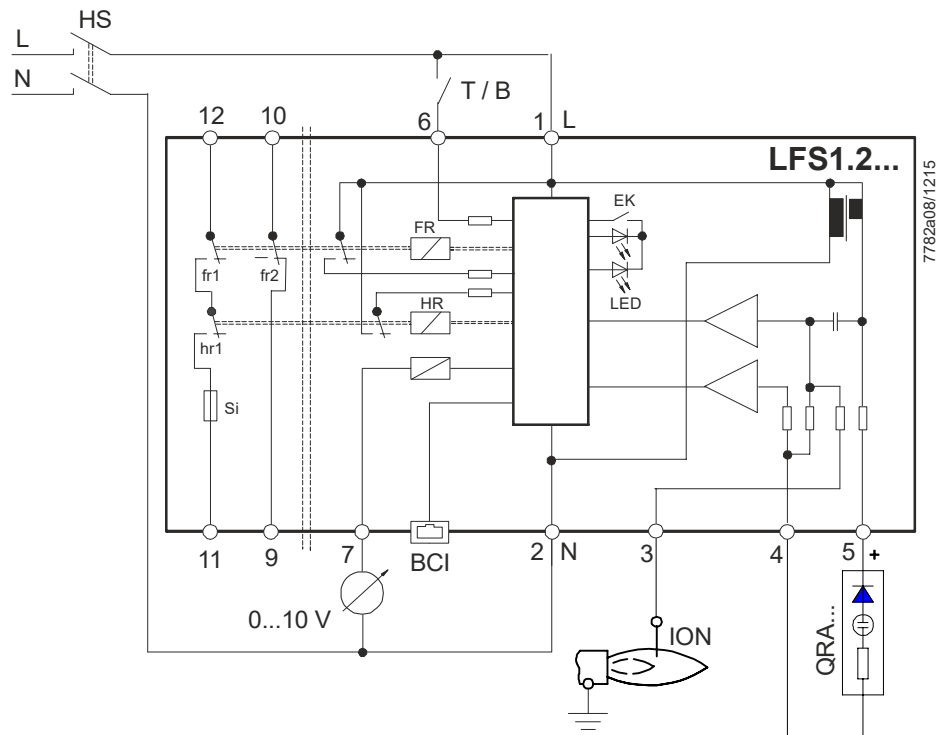 HS
L
N
T / B
12
10
6
1
L
LFS1.2...
7782a08/1215
EK
FR
fr1
fr2
LED
HR
hr1
Si
11
9
7
BCI
2
N
3
4
5
+
0...10 V
ION
QRA...